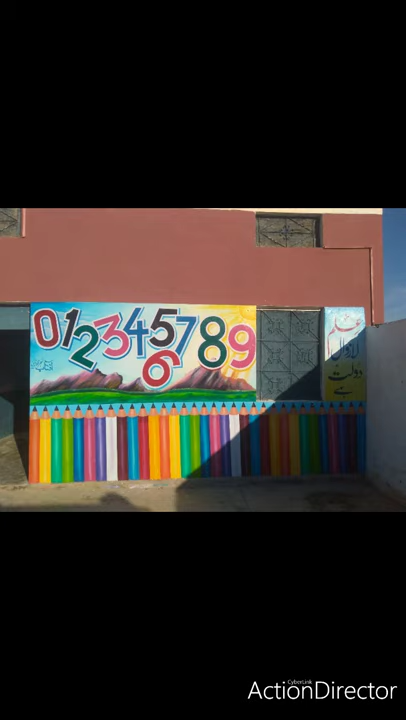 0123456789
علم
لازوال
دولت
ہے
CyberLink
ActionDirector